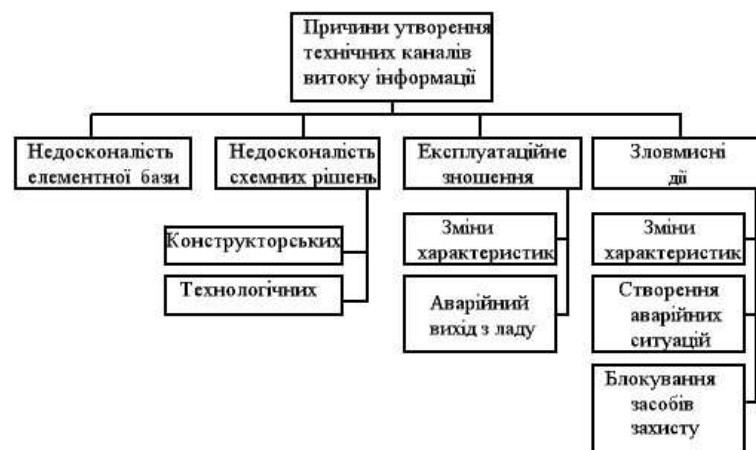 Причини утворення
технічних каналів
витоку інформації
Недосконалість
елементної бази
Недосконалість
схемних рішень
Експлуатаційне
зношення
Зловмисні
дії
Конструкторських
Технологічних
Зміни
характеристик
Аварійний
вихід з ладу
Зміни
характеристик
Створення
аварійних
ситуацій
Блокування
засобів
захисту